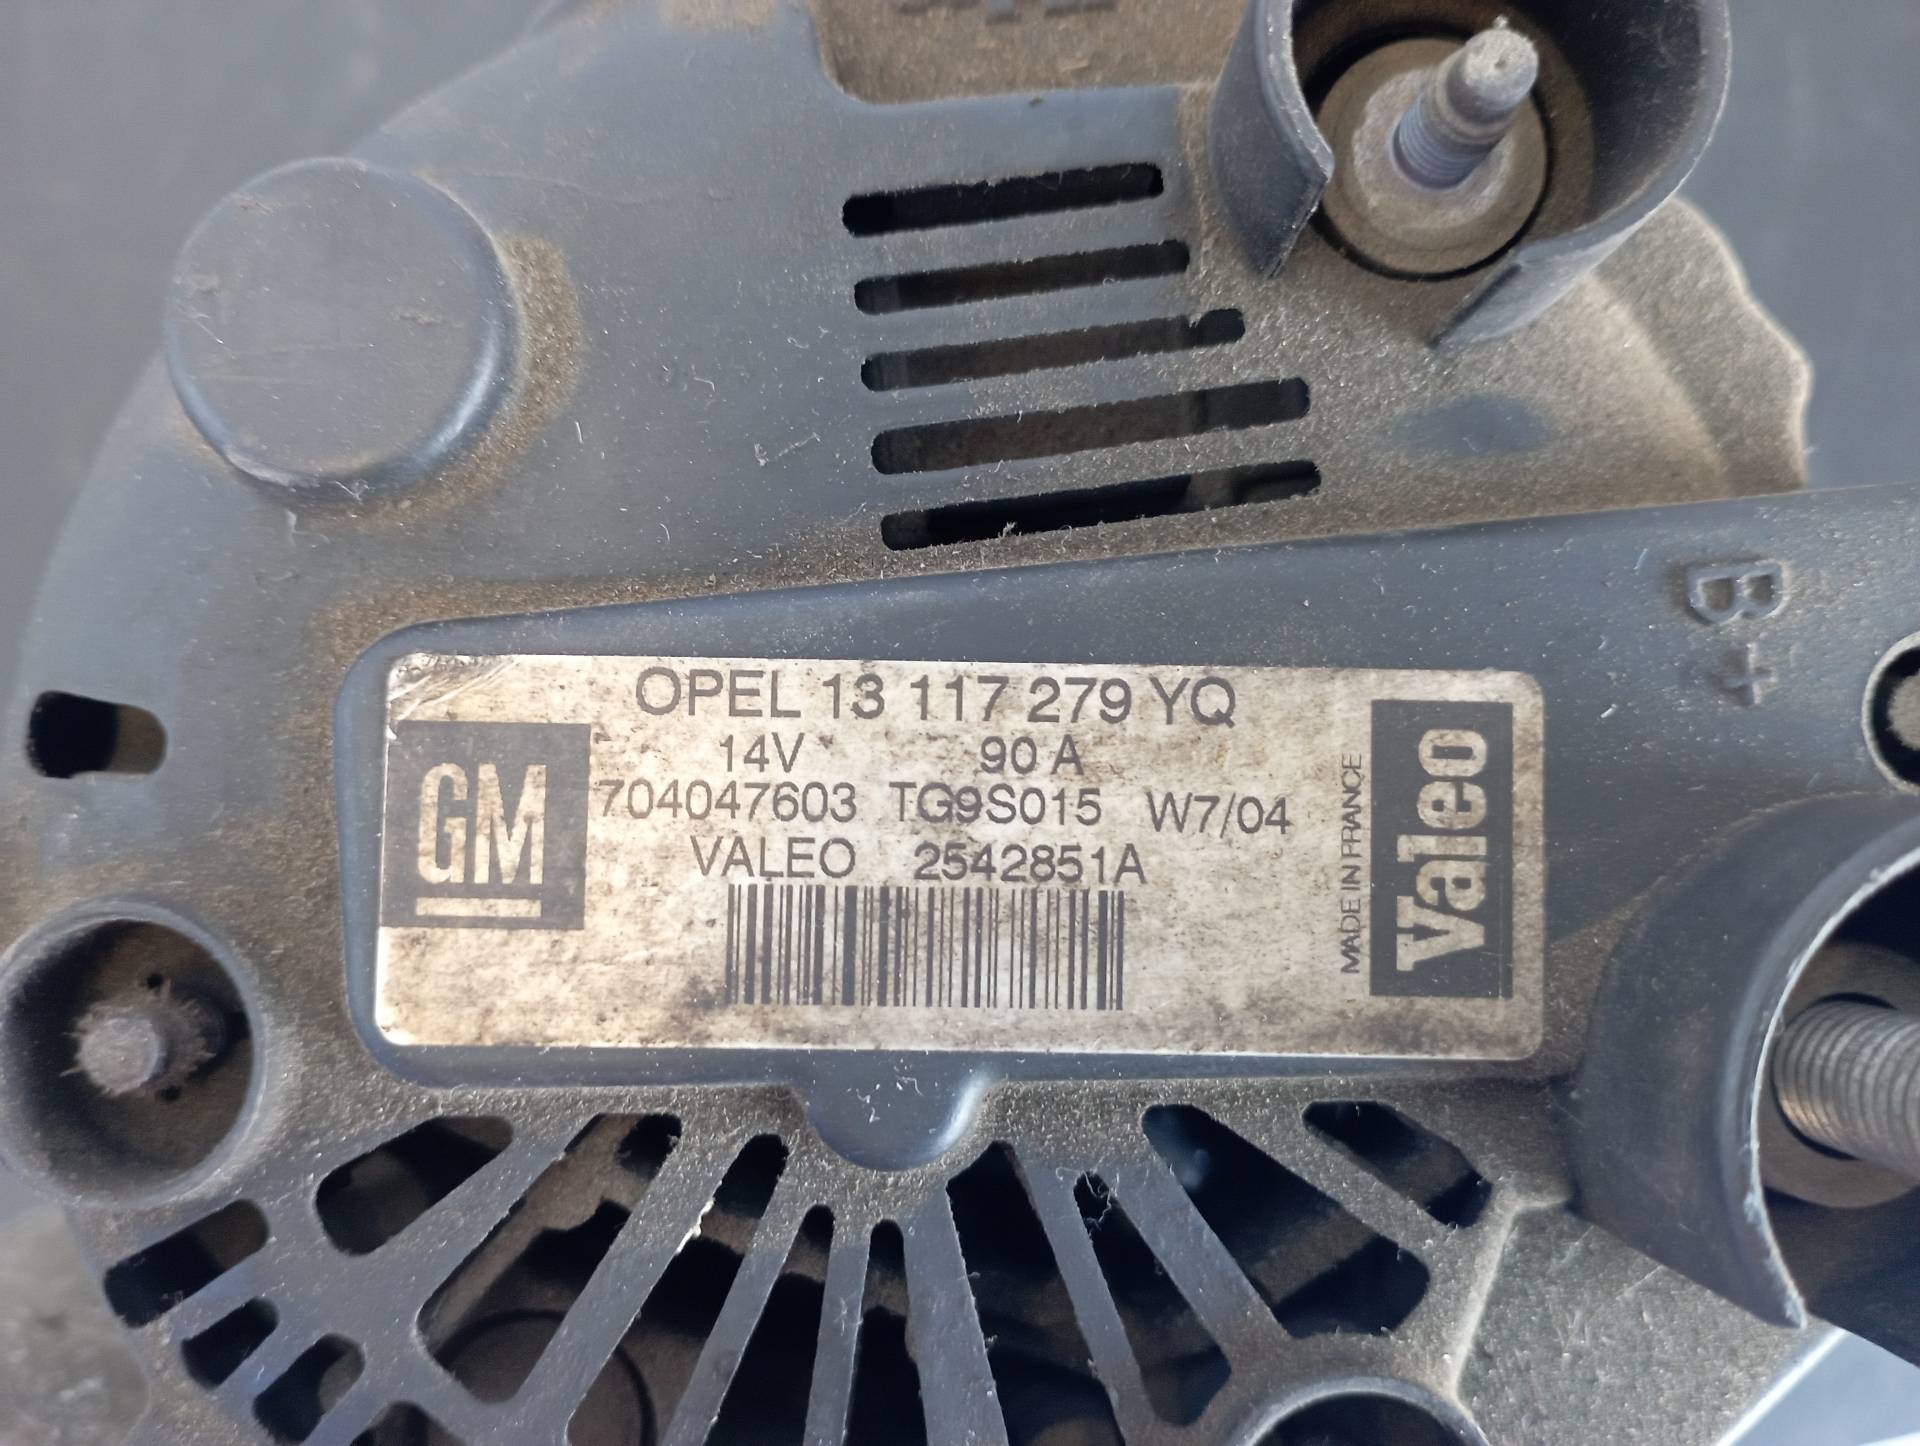 OPEL 13 117 279 YQ
14V 90 A
704047603 TG9S015 W7/04
VALEO 2542851A
GM
MADE IN FRANCE
Valeo
B+